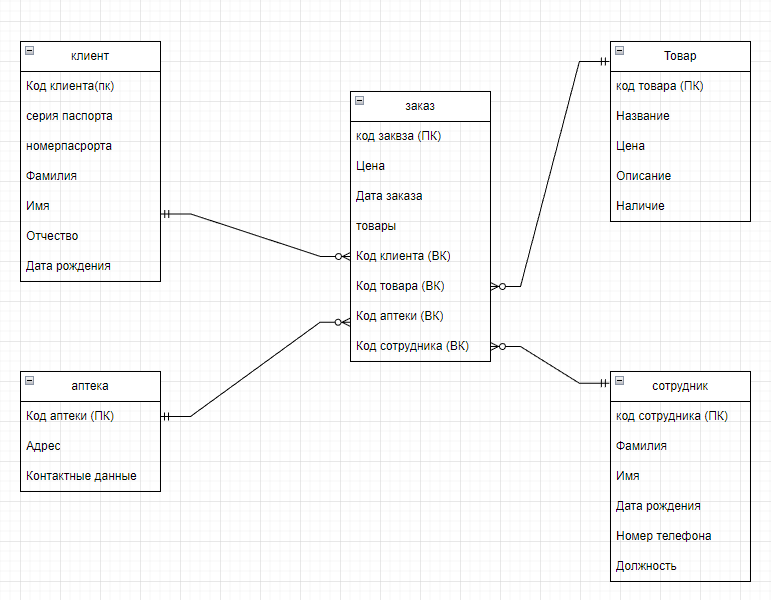 клиент
Код клиента(пк)
серия паспорта
номерпасрорта
Фамилия
Имя
Отчество
Дата рождения
заказ
код заквза (ПК)
Цена
Дата заказа
товары
Код клиента (ВК)
Код товара (ВК)
Код аптеки (ВК)
Код сотрудника (ВК)
Товар
код товара (ПК)
Название
Цена
Описание
Наличие
аптека
Код аптеки (ПК)
Адрес
Контактные данные
сотрудник
код сотрудника (ПК)
Фамилия
Имя
Дата рождения
Номер телефона
Должность